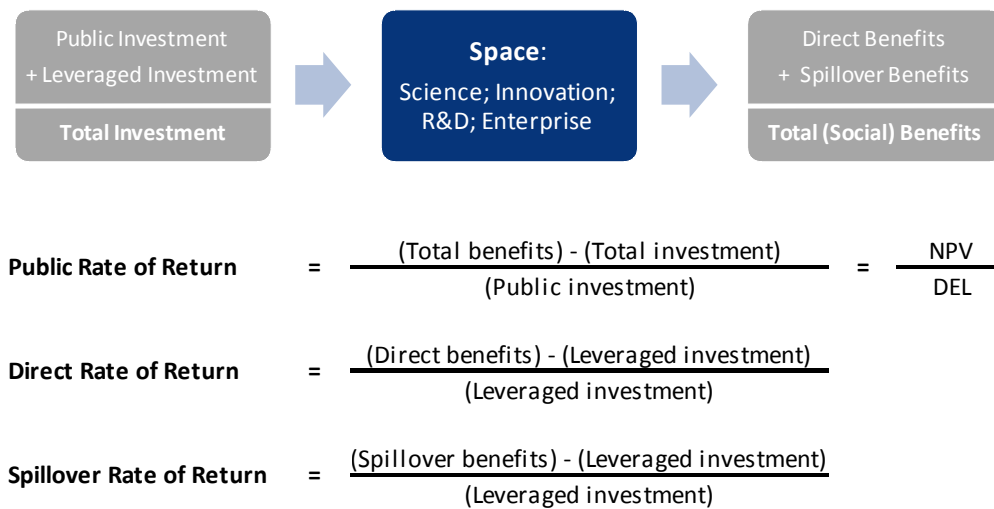 Public Investment
+ Leveraged Investment
Total Investment
Space:
Science; Innovation;
R&D; Enterprise
Direct Benefits
+ Spillover Benefits
Total (Social) Benefits
Public Rate of Return = (Total benefits) - (Total investment) = NPV
(Public investment) DEL
Direct Rate of Return = (Direct benefits) - (Leveraged investment)
(Leveraged investment)
Spillover Rate of Return = (Spillover benefits) - (Leveraged investment)
(Leveraged investment)